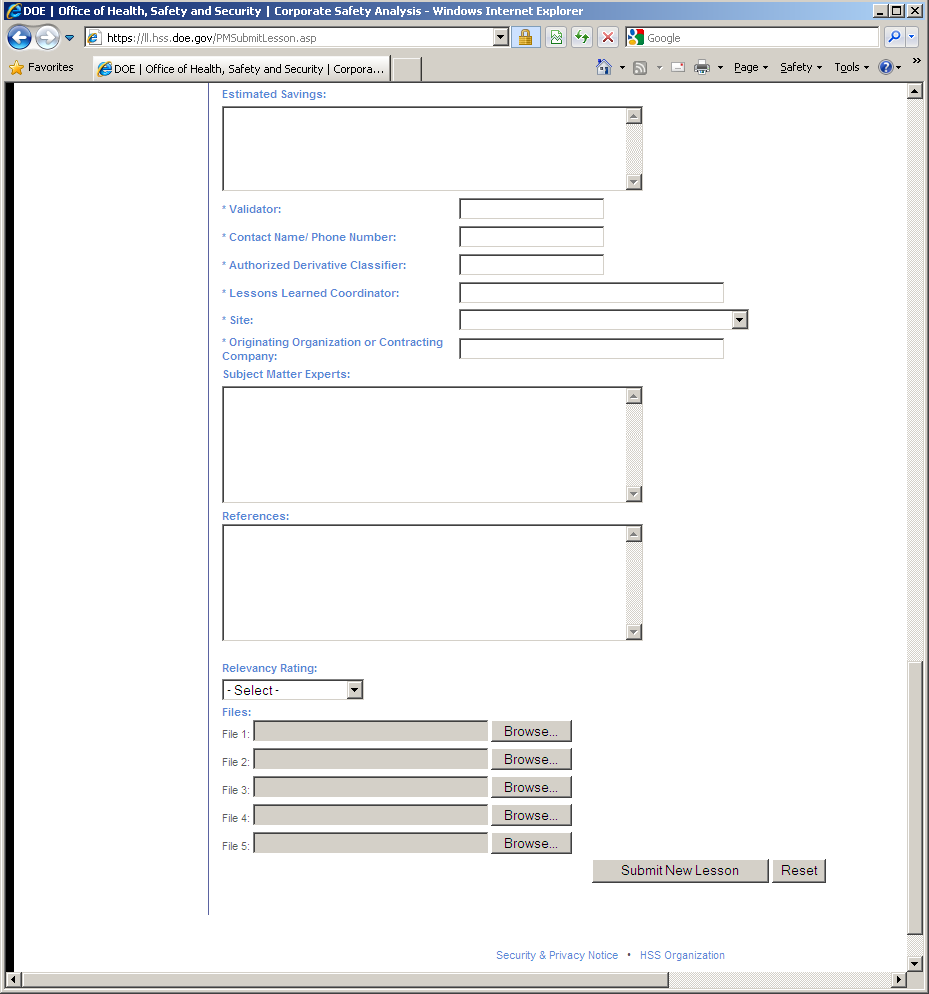 DOE | Office of Health, Safety and Security | Corporate Safety Analysis - Windows Internet Explorer
https://ll.hss.doe.gov/PMSubmitLesson.asp
Google
Favorites
DOE | Office of Health, Safety and Security | Corpora...
Page
Safety
Tools
Estimated Savings:
* Validator:
* Contact Name/ Phone Number:
* Authorized Derivative Classifier:
* Lessons Learned Coordinator:
* Site:
* Originating Organization or Contracting
Company:
Subject Matter Experts:
References:
Relevancy Rating:
- Select -
Files:
File 1: Browse...
File 2: Browse...
File 3: Browse...
File 4: Browse...
File 5: Browse...
Submit New Lesson Reset
Security & Privacy Notice • HSS Organization